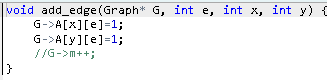 void add_edge(Graph* G, int e, int x, int y) {
    G->A[x][e]=1;
    G->A[y][e]=1;
    //G->m++;
}